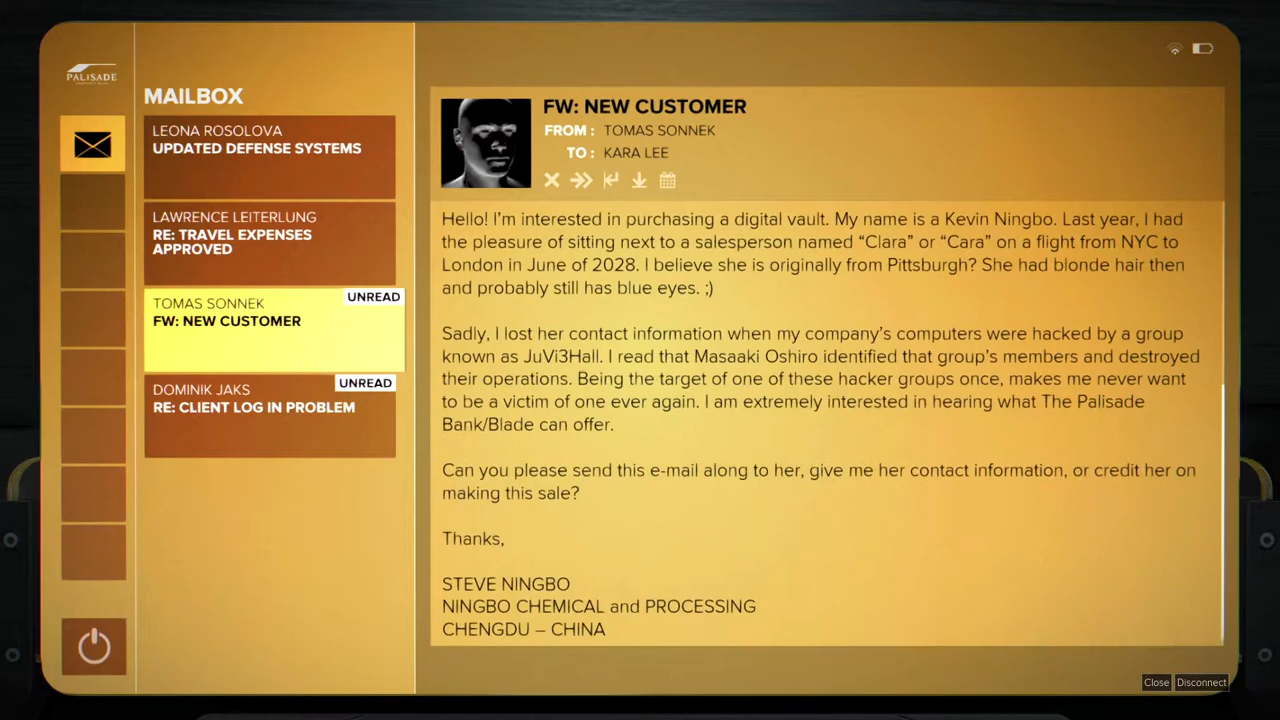 PALISADE
MAILBOX
LEONA ROSOLOVA
UPDATED DEFENSE SYSTEMS
LAWRENCE LEITERLUNG
RE: TRAVEL EXPENSES
APPROVED
UNREAD
TOMAS SONNEK
FW: NEW CUSTOMER
UNREAD
DOMINIK JAKS
RE: CLIENT LOG IN PROBLEM
FW: NEW CUSTOMER
FROM : TOMAS SONNEK
TO : KARA LEE
Hello! I'm interested in purchasing a digital vault. My name is a Kevin Ningbo. Last year, I had
the pleasure of sitting next to a salesperson named “Clara” or “Cara” on a flight from NYC to
London in June of 2028. I believe she is originally from Pittsburgh? She had blonde hair then
and probably still has blue eyes. ;)
Sadly, I lost her contact information when my company's computers were hacked by a group
known as JuVi3Hall. I read that Masaaki Oshiro identified that group's members and destroyed
their operations. Being the target of one of these hacker groups once, makes me never want
to be a victim of one ever again. I am extremely interested in hearing what The Palisade
Bank/Blade can offer.
Can you please send this e-mail along to her, give me her contact information, or credit her on
making this sale?
Thanks,
STEVE NINGBO
NINGBO CHEMICAL and PROCESSING
CHENGDU – CHINA
Close Disconnect